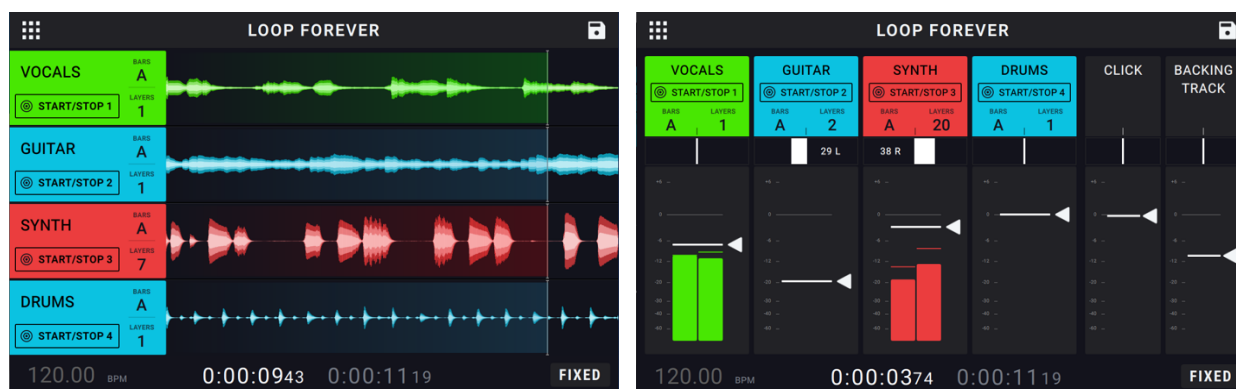 LOOP FOREVER
VOCALS
BARS
A
START/STOP 1
LAYERS
1
GUITAR
BARS
A
START/STOP 2
LAYERS
1
SYNTH
BARS
A
START/STOP 3
LAYERS
7
DRUMS
BARS
A
START/STOP 4
LAYERS
1
120.00 BPM 0:00:0943 0:00:1119 FIXED
LOOP FOREVER
VOCALS GUITAR SYNTH DRUMS CLICK BACKING TRACK
START/STOP 1 START/STOP 2 START/STOP 3 START/STOP 4
BARS LAYERS BARS LAYERS BARS LAYERS BARS LAYERS
A 1 A 2 A 20 A 1
29 L 38 R
120.00 BPM 0:00:0374 0:00:1119 FIXED